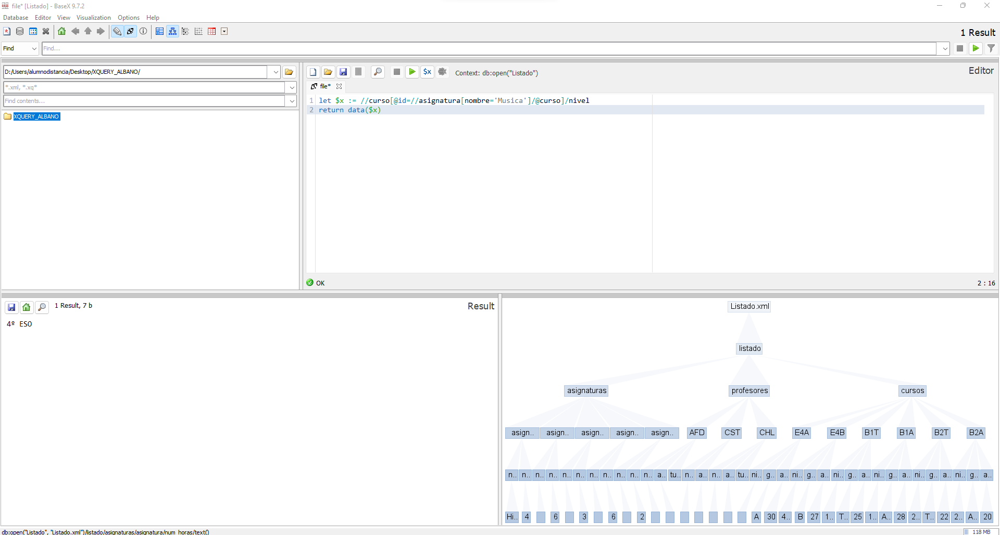 file* [Listado] - BaseX 9.7.2
Database Editor View Visualization Options Help
1 Result
Find
Find...
D:/Users/alumnodistancia/Desktop/XQUERY_ALBANO/
*.xml, *.xq*
Find contents...
XQUERY_ALBANO
$x
Context: db:open("Listado")
Editor
file*
1 let $x := //curso[@id=//asignatura[nombre='Musica']/@curso]/nivel
2 return data($x)
OK
2 : 16
1 Result, 7 b
Result
4º ESO
Listado.xml
listado
asignaturas profesores cursos
asign.. asign.. asign.. asign.. asign.. AFD CST CHL E4A E4B B1T B1A B2T B2A
n.. n.. n.. n.. n.. n.. n.. n.. n.. n.. n.. a.. tu.. n.. a.. n.. a.. tu.. ni.. g.. a.. ni.. g.. a.. ni.. g.. a.. ni.. g.. a.. ni.. g.. a.. ni.. g.. a..
Hi.. 4 6 3 6 2 A 30 4.. B 27 1.. T.. 25 1.. A.. 28 2.. T.. 22 2.. A.. 20
db:open("Listado", "Listado.xml")/listado/asignaturas/asignatura/num_horas/text()
118 MB